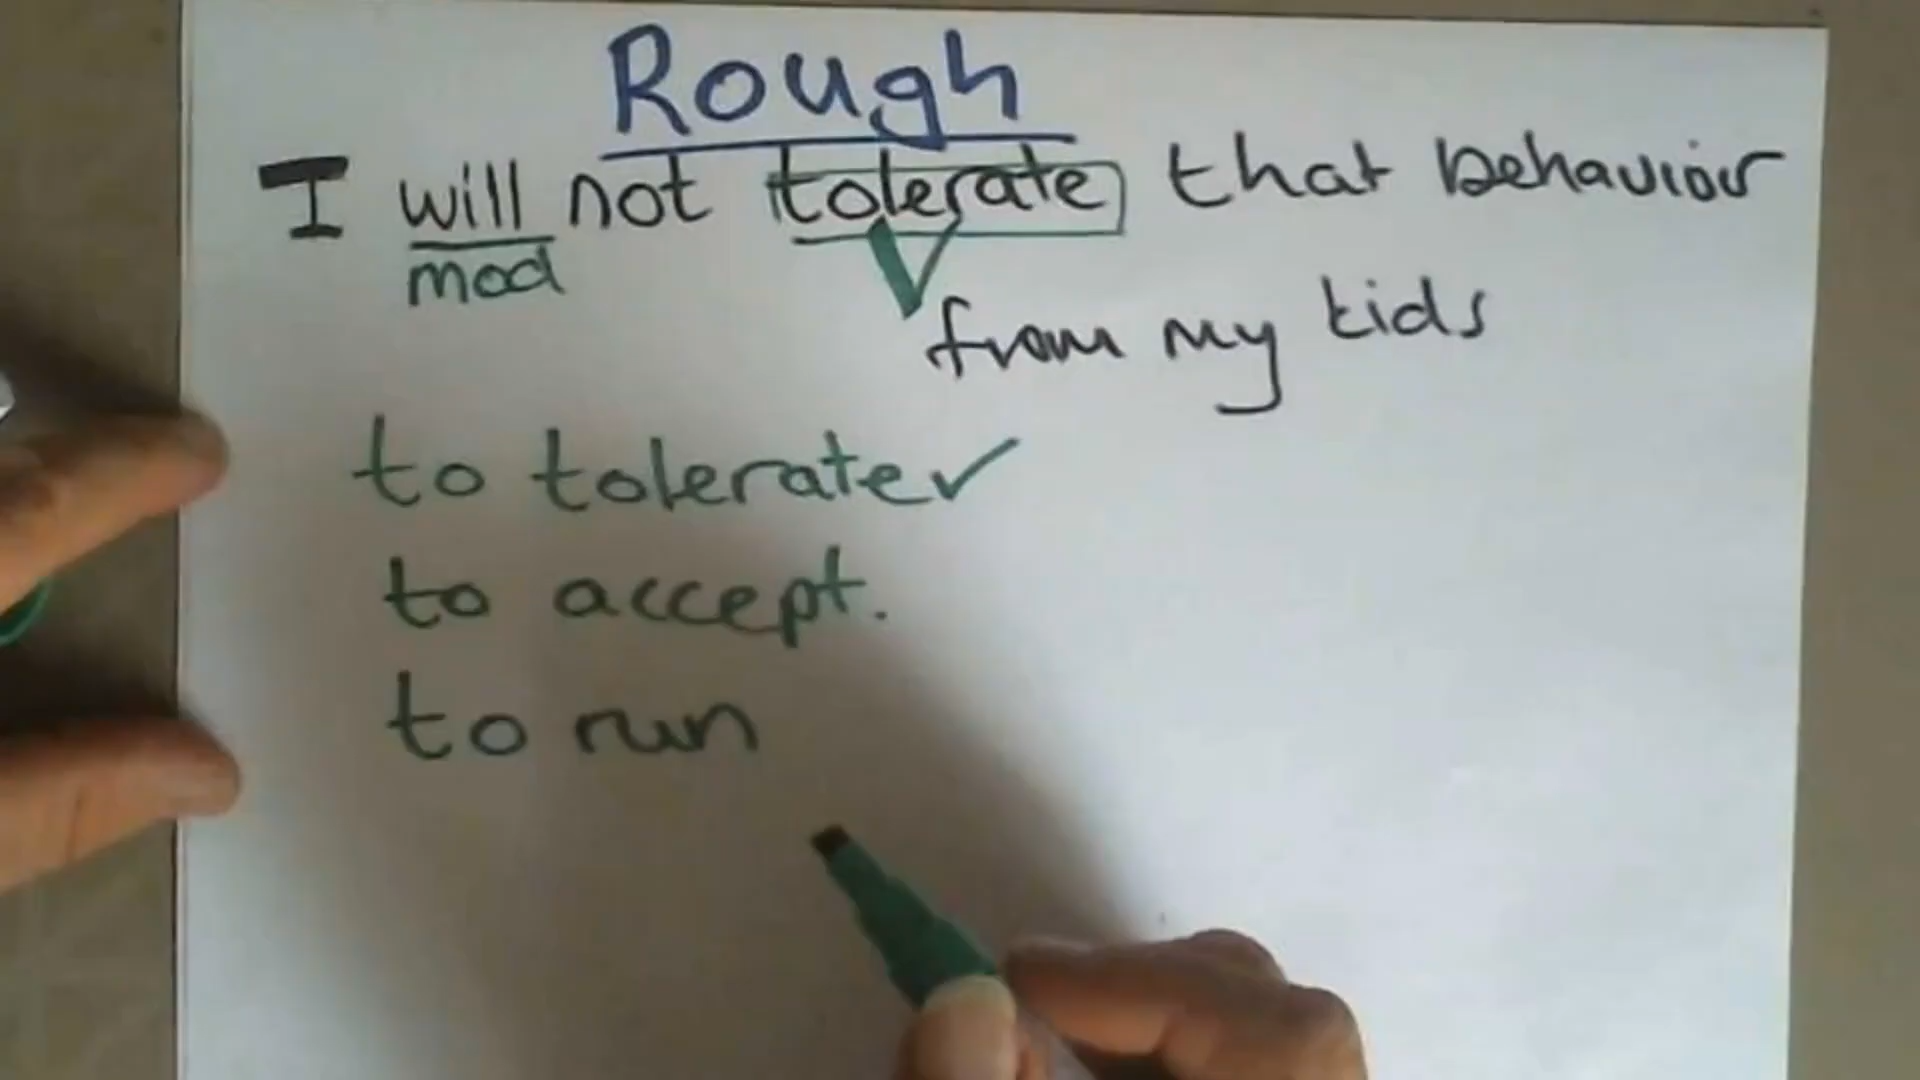 Rough
I will not tolerate that behavior
mod
V
from my kids
to tolerate✓
to accept.
to run